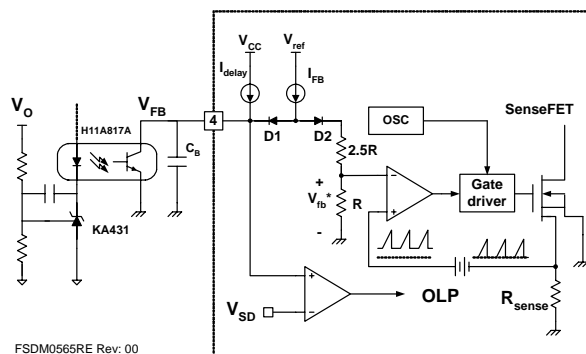 V_CC V_ref
I_delay I_FB
V_O V_FB
H11A817A
4
C_B
D1 D2
2.5R
OSC
SenseFET
+
V_fb*
-
R
−
+
Gate
driver
KA431
V_SD
+
−
OLP
R_sense
FSDM0565RE Rev: 00